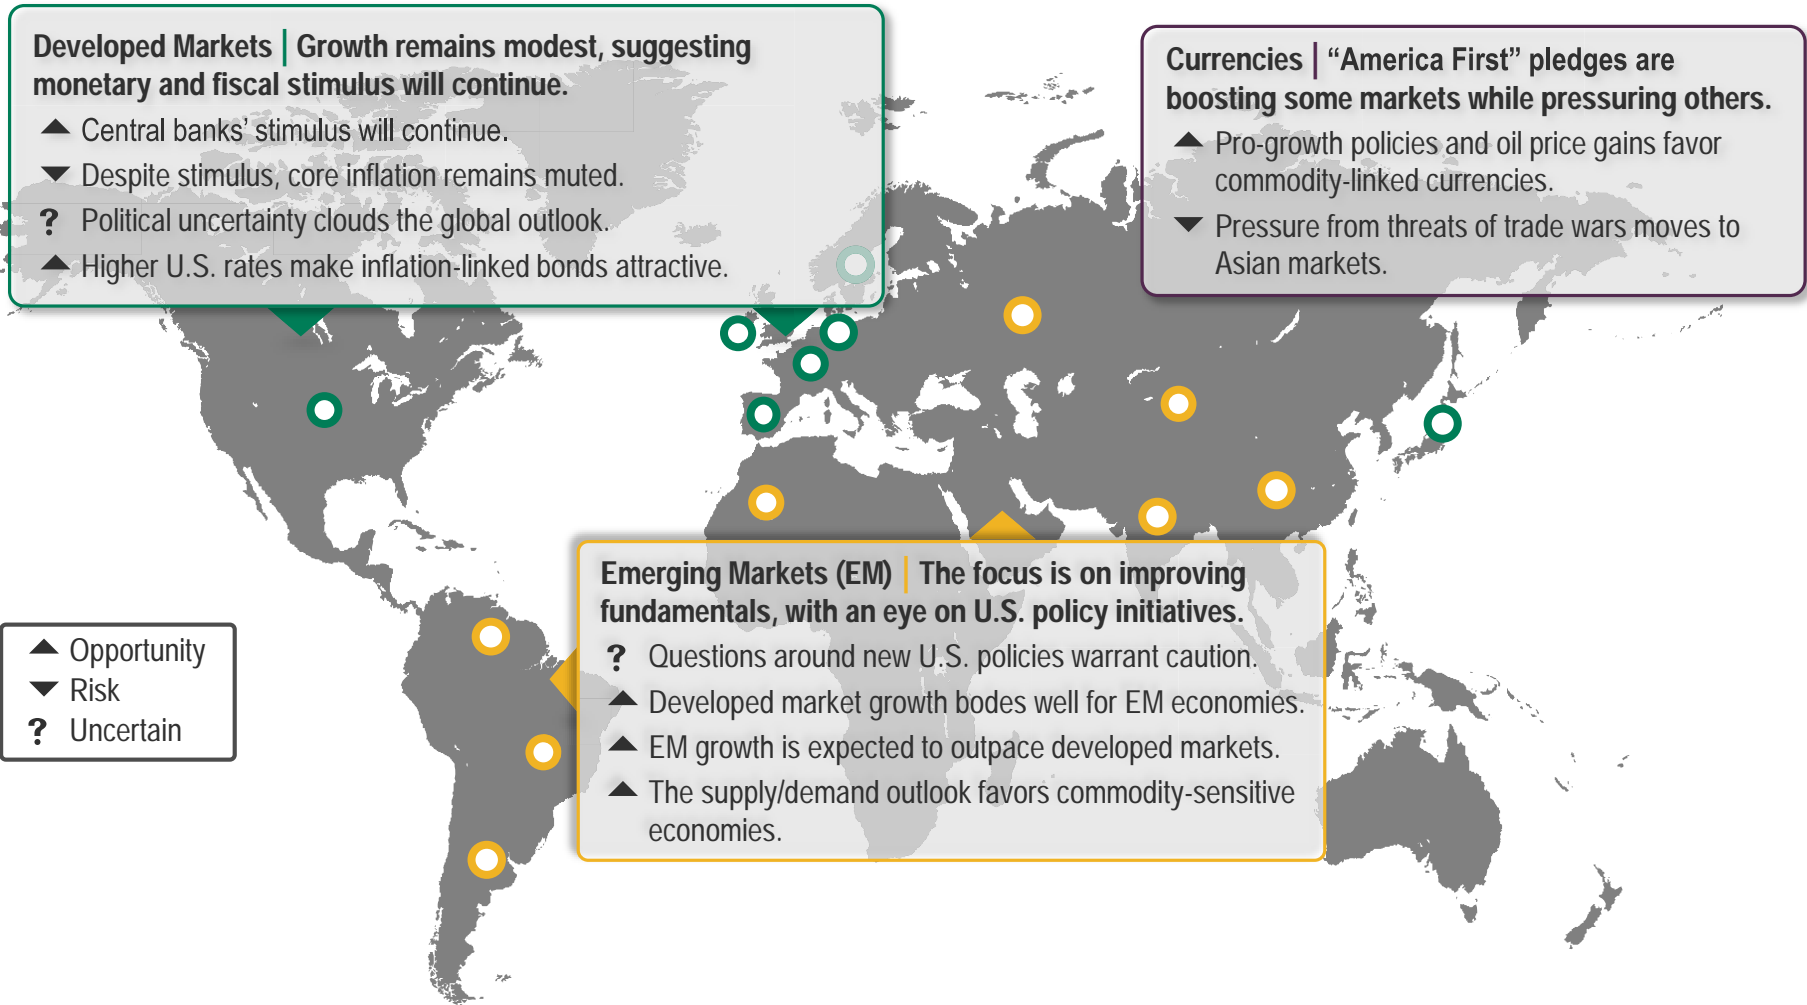 Developed Markets | Growth remains modest, suggesting
monetary and fiscal stimulus will continue.
▲ Central banks’ stimulus will continue.
▼ Despite stimulus, core inflation remains muted.
? Political uncertainty clouds the global outlook.
▲ Higher U.S. rates make inflation-linked bonds attractive.
Currencies | “America First” pledges are
boosting some markets while pressuring others.
▲ Pro-growth policies and oil price gains favor
commodity-linked currencies.
▼ Pressure from threats of trade wars moves to
Asian markets.
Emerging Markets (EM) | The focus is on improving
fundamentals, with an eye on U.S. policy initiatives.
? Questions around new U.S. policies warrant caution.
▲ Developed market growth bodes well for EM economies.
▲ EM growth is expected to outpace developed markets.
▲ The supply/demand outlook favors commodity-sensitive
economies.
▲ Opportunity
▼ Risk
? Uncertain